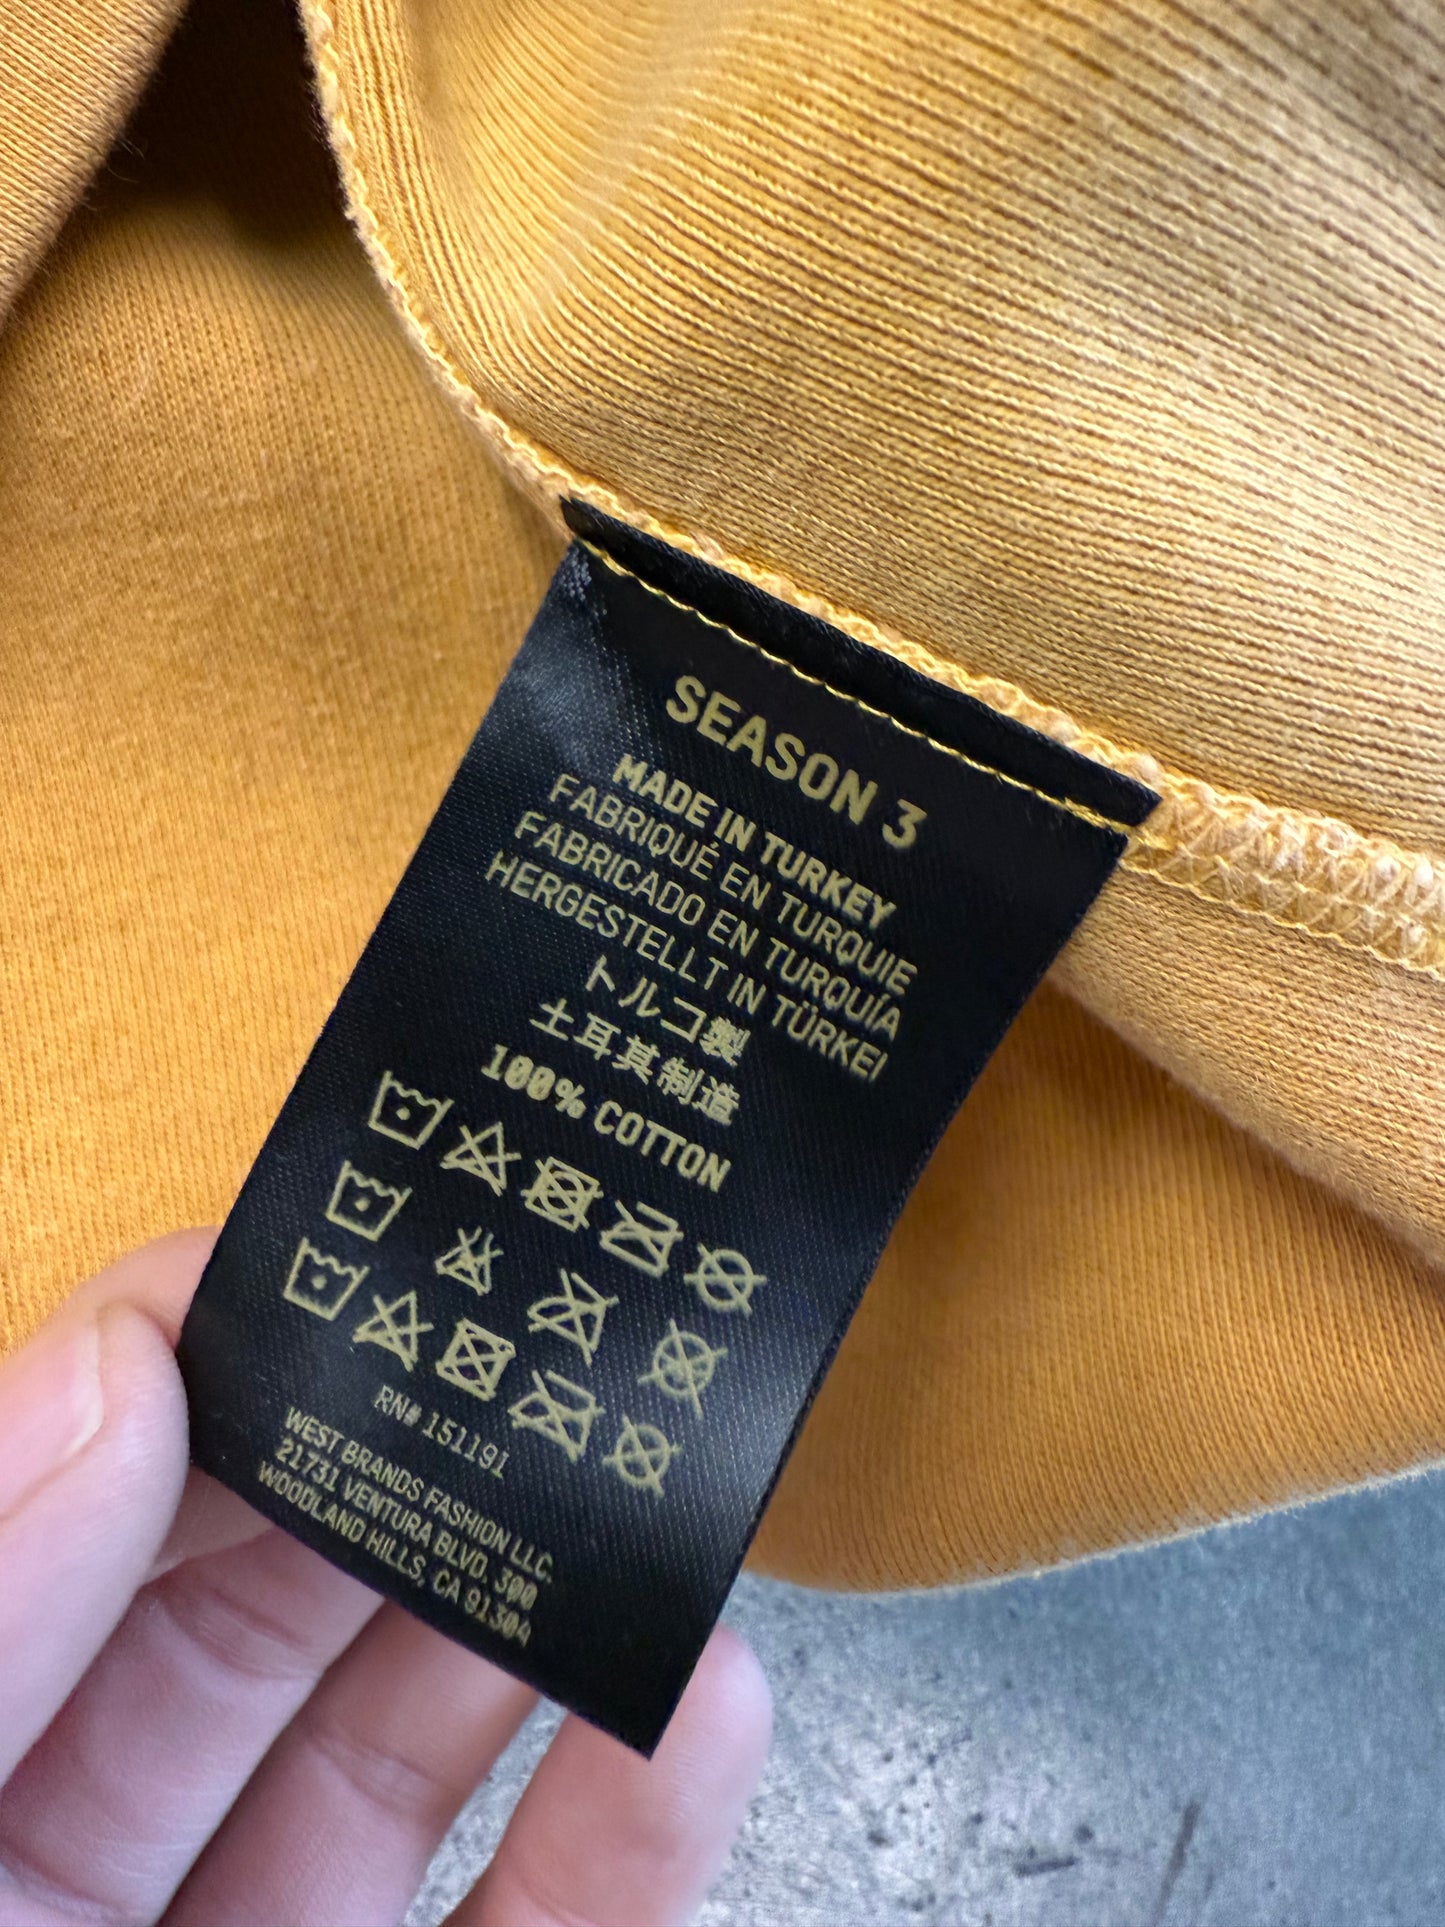 SEASON 3
MADE IN TURKEY
FABRIQUÉ EN TURQUIE
FABRICADO EN TURQUÍA
HERGESTELLT IN TÜRKEI
トルコ製
土耳其制造
100% COTTON
RN# 151191
WEST BRANDS FASHION LLC.
21731 VENTURA BLVD. 300
WOODLAND HILLS, CA 91304